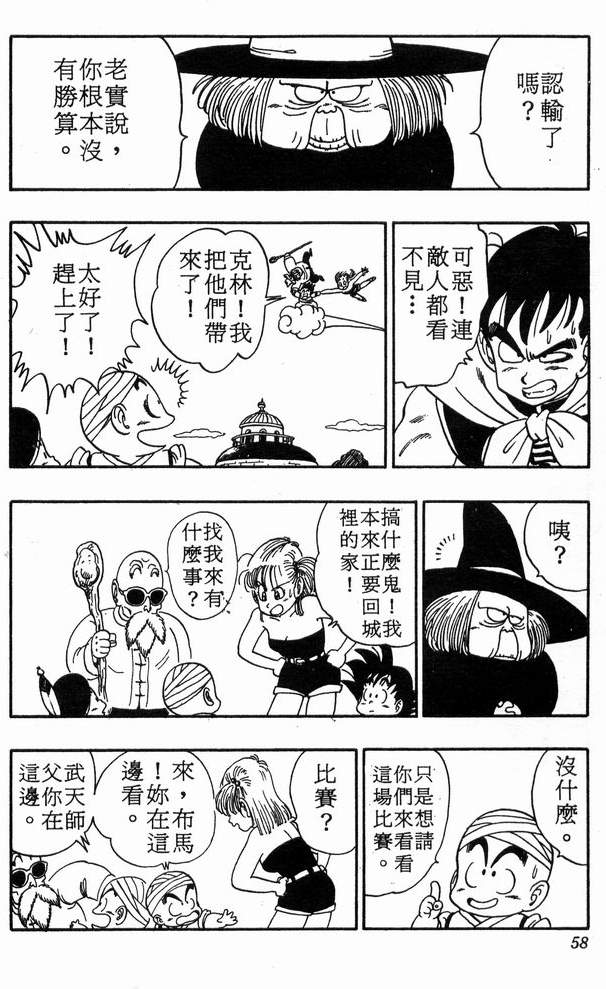 認輸了
嗎？
老實說，
你根本沒
有勝算。
可惡！連
敵人都看
不見…
克林！我
把他們帶
來了！
太好了！
趕上了！
咦？
搞什麼鬼！我
本來正要回城
裡的家！
找我來有
什麼事？
沒什麼。
只是想請
你們來看看
這場比賽。
比賽？
來，布馬
！妳在這
邊看。
武天師
父你在
這邊。
58